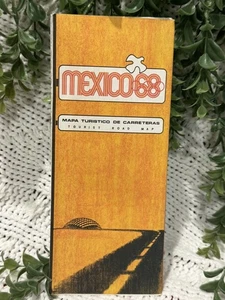 MEXICO68
MAPA TURISTICO DE CARRETERAS
TOURIST ROAD MAP